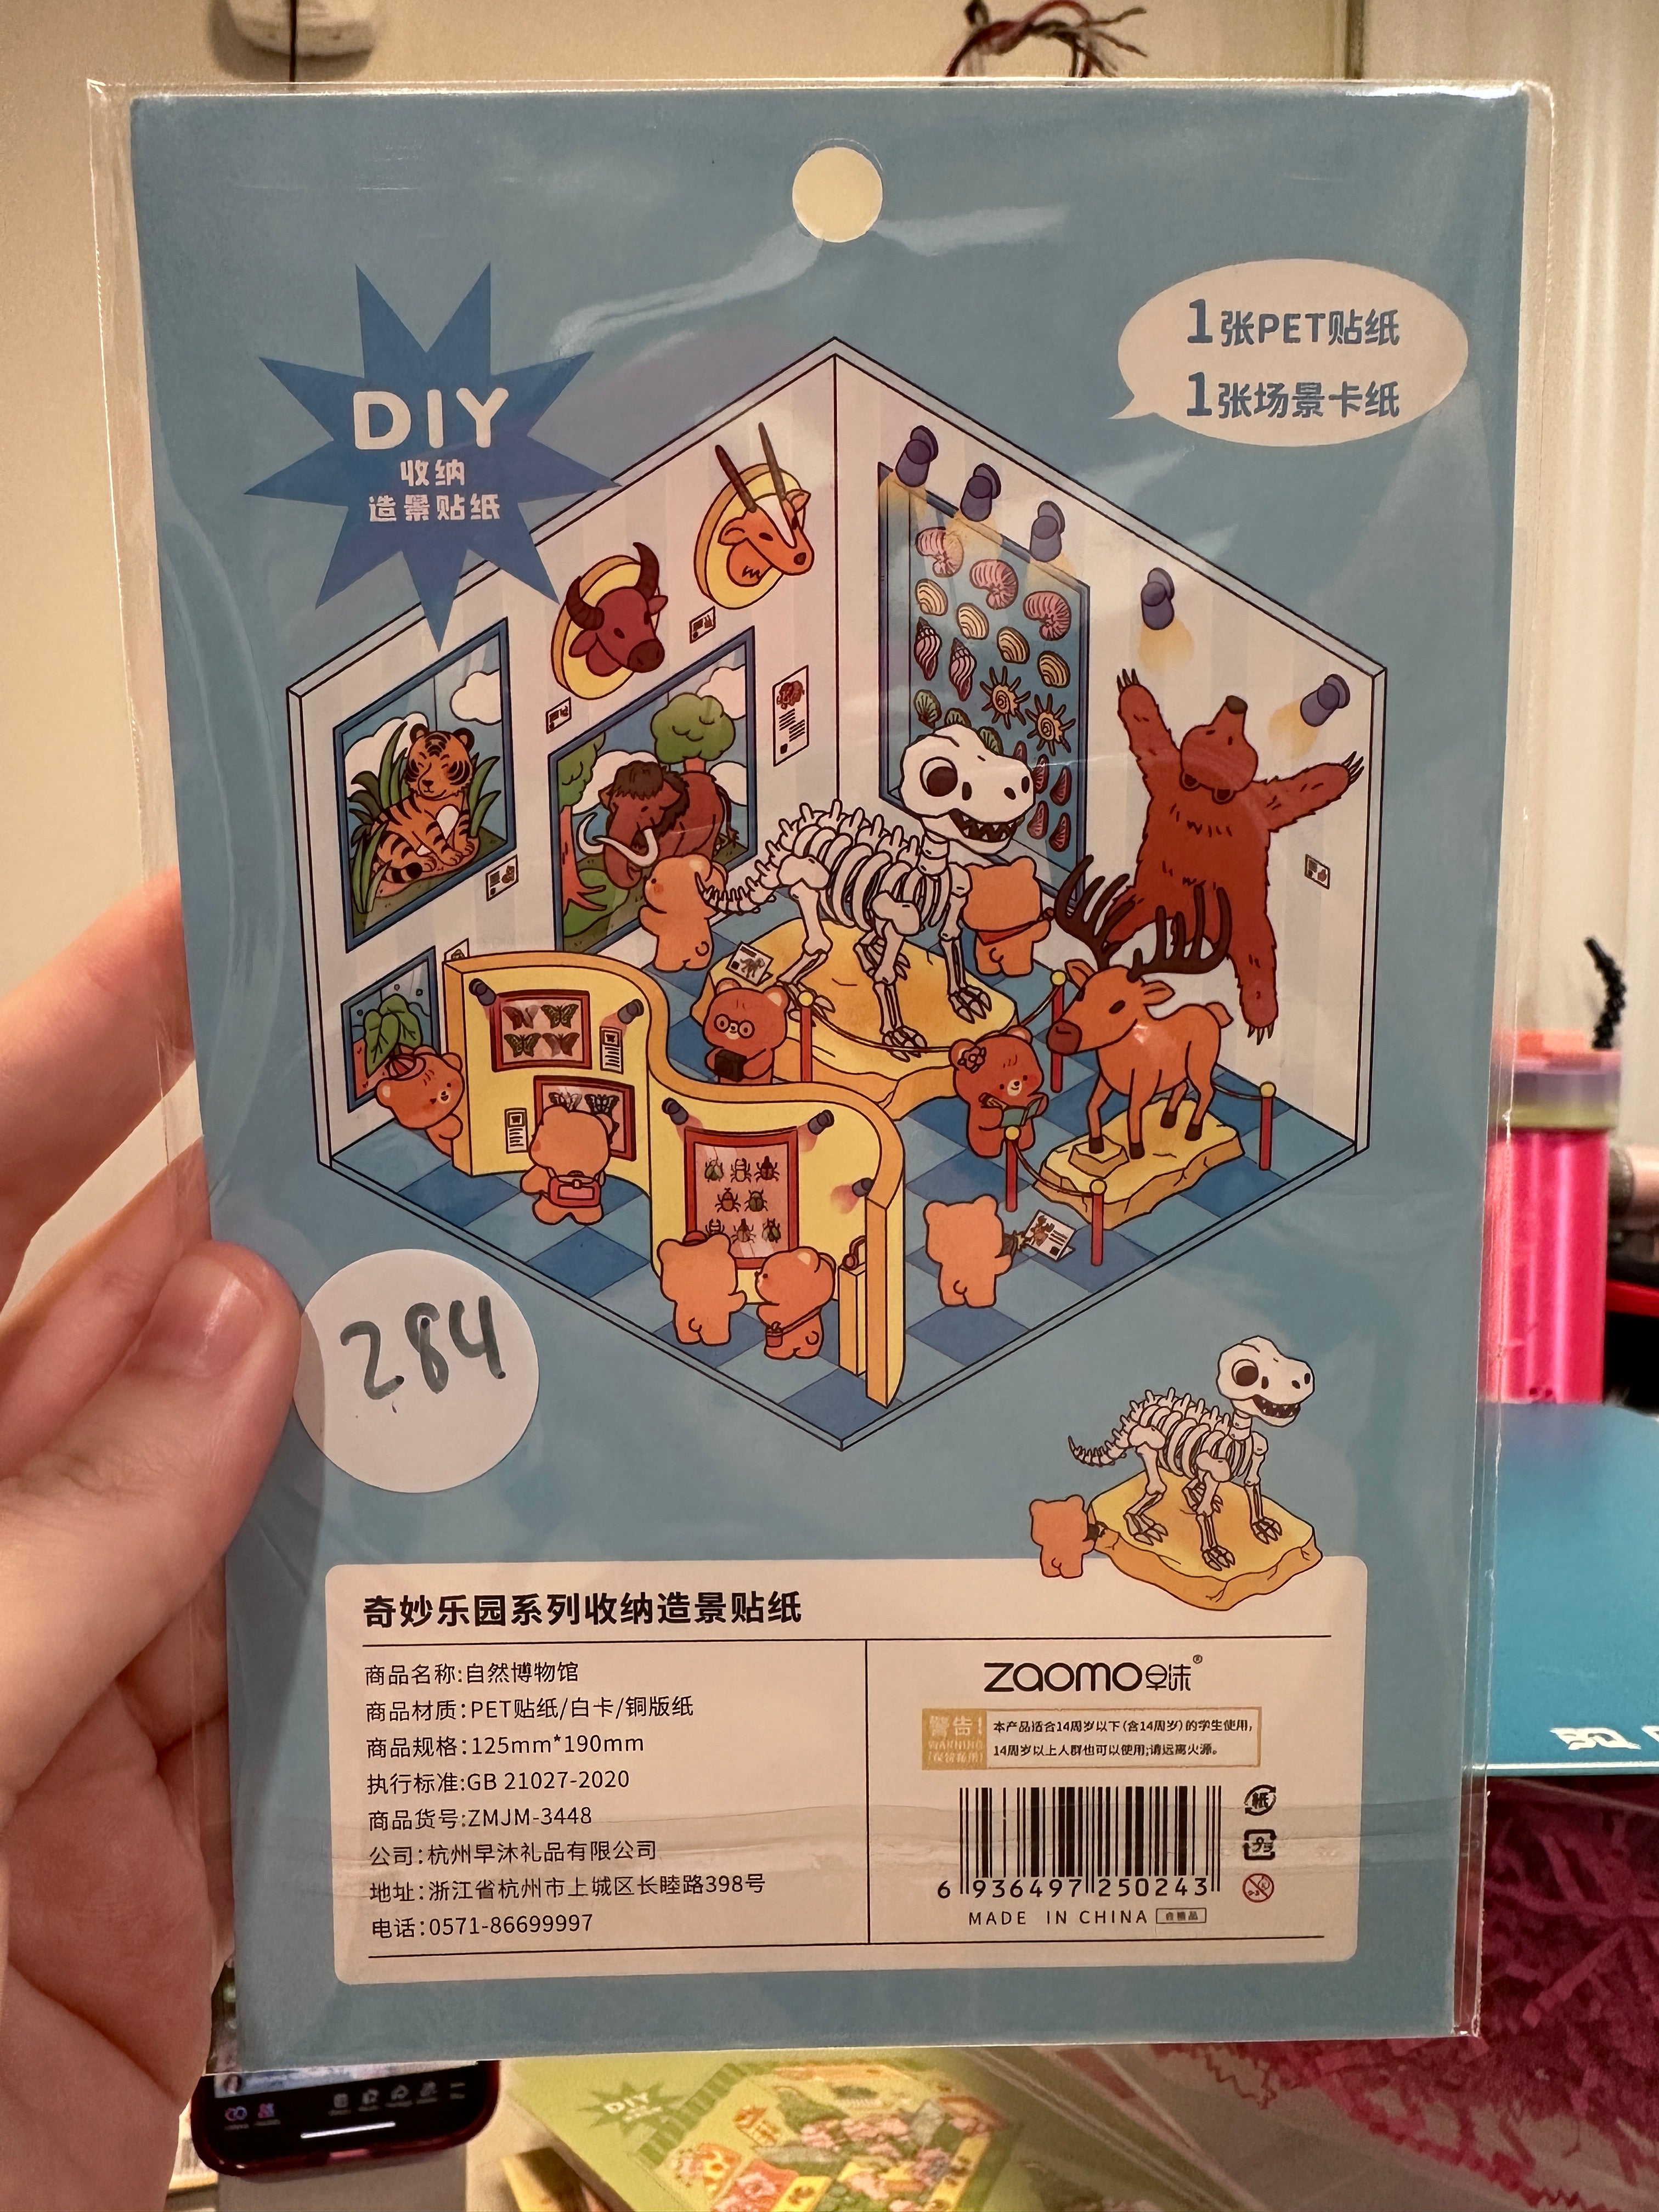 DIY
收纳
造景贴纸
1张PET贴纸
1张场景卡纸
284
奇妙乐园系列收纳造景贴纸
商品名称:自然博物馆
商品材质:PET贴纸/白卡/铜版纸
商品规格:125mm*190mm
执行标准:GB 21027-2020
商品货号:ZMJM-3448
公司:杭州早沐礼品有限公司
地址:浙江省杭州市上城区长睦路398号
电话:0571-86699997
zaomo早沐®
警告!
WARNING
本产品适合14周岁以下(含14周岁)的学生使用,
14周岁以上人群也可以使用;请远离火源。
6 936497 250243
MADE IN CHINA 合格品
紙
DIY